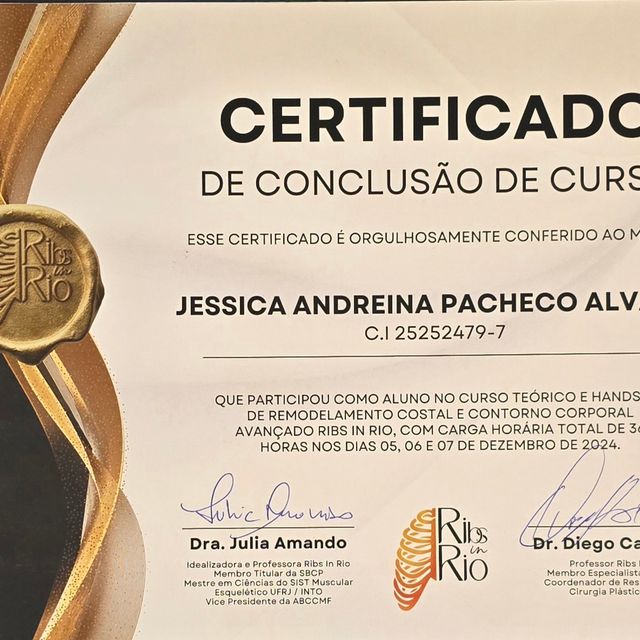 CERTIFICADO
DE CONCLUSÃO DE CURS
ESSE CERTIFICADO É ORGULHOSAMENTE CONFERIDO AO M
Ribs
in
Rio
JESSICA ANDREINA PACHECO ALV
C.I 25252479-7
QUE PARTICIPOU COMO ALUNO NO CURSO TEÓRICO E HANDS
DE REMODELAMENTO COSTAL E CONTORNO CORPORAL
AVANÇADO RIBS IN RIO, COM CARGA HORÁRIA TOTAL DE 36
HORAS NOS DIAS 05, 06 E 07 DE DEZEMBRO DE 2024.
Dra. Julia Amando
Idealizadora e Professora Ribs In Rio
Membro Titular da SBCP
Mestre em Ciências do SIST Muscular
Esquelético UFRJ / INTO
Vice Presidente da ABCCMF
Ribs
in
Rio
Dr. Diego Ca
Professor Ribs
Membro Especialista
Coordenador de Res
Cirurgia Plástic